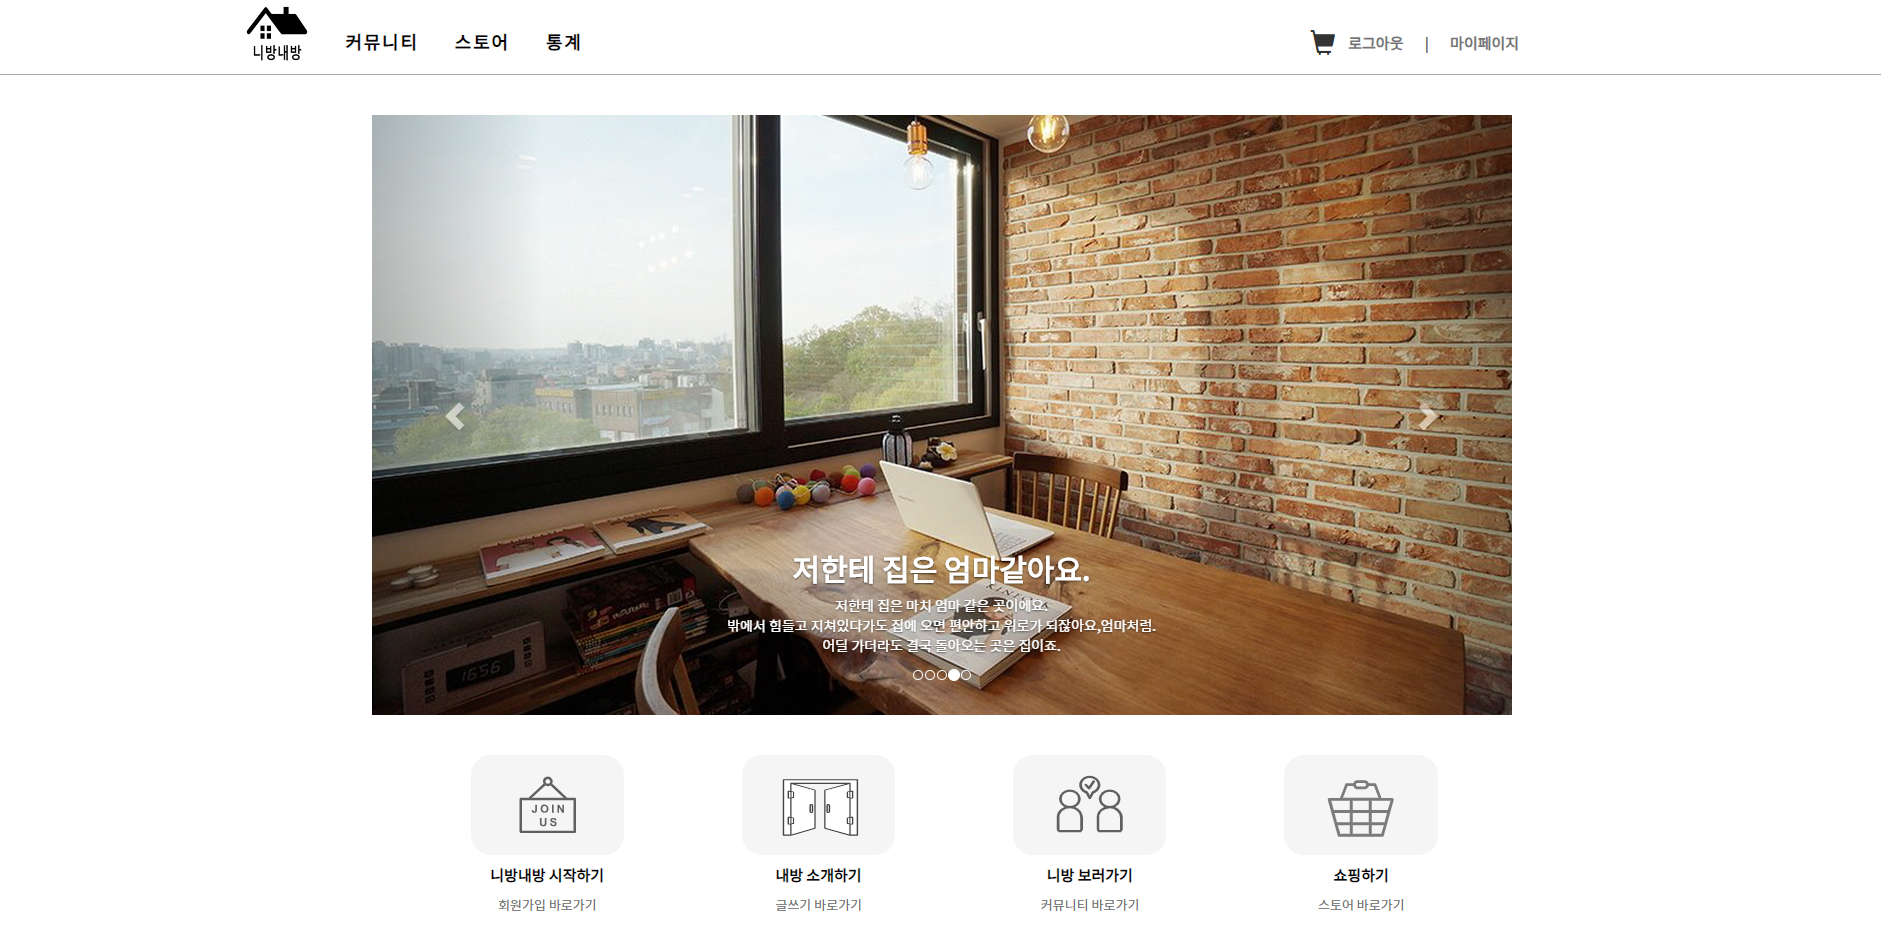 니방내방
커뮤니티 스토어 통계
로그아웃 | 마이페이지
저한테 집은 엄마같아요.
저한테 집은 마치 엄마 같은 곳이에요.
밖에서 힘들고 지쳐있다가도 집에 오면 편안하고 위로가 되잖아요,엄마처럼.
어딜 가더라도 결국 돌아오는 곳은 집이죠.
16:56
JOIN
US
니방내방 시작하기
회원가입 바로가기
내방 소개하기
글쓰기 바로가기
니방 보러가기
커뮤니티 바로가기
쇼핑하기
스토어 바로가기